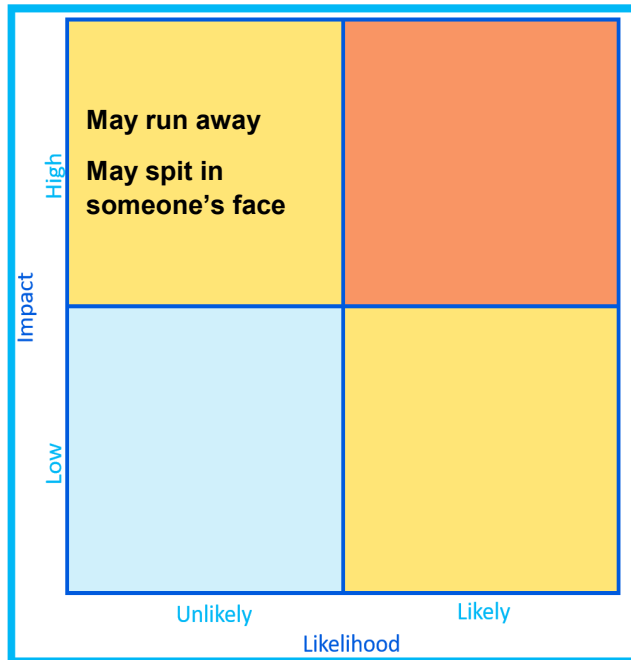 May run away
May spit in
someone’s face
High
Impact
Low
Unlikely
Likely
Likelihood